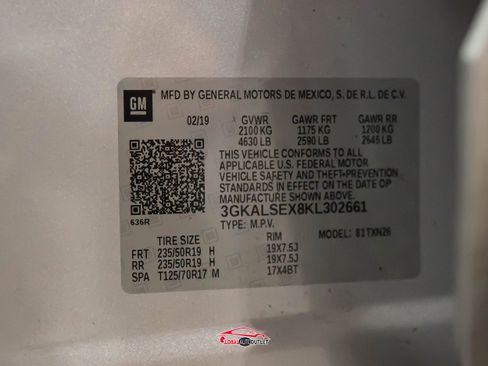 GM
MFD BY GENERAL MOTORS DE MEXICO, S. DE R.L. DE C.V.
02/19 GVWR GAWR FRT GAWR RR
2100 KG 1175 KG 1200 KG
4630 LB 2590 LB 2645 LB
THIS VEHICLE CONFORMS TO ALL
APPLICABLE U.S. FEDERAL MOTOR
VEHICLE SAFETY AND THEFT-PREVENTION
STANDARDS IN EFFECT ON THE DATE OF
MANUFACTURE SHOWN ABOVE.
3GKALSEX8KL302661
636R
TYPE: M.P.V.
TIRE SIZE RIM 81TXN26
FRT 235/50R19 H 19X7.5J
RR 235/50R19 H 19X7.5J
SPA T125/70R17 M 17X4BT
GLOBAL AUTO OUTLET